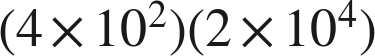 (4 × 10²)(2 × 10⁴)